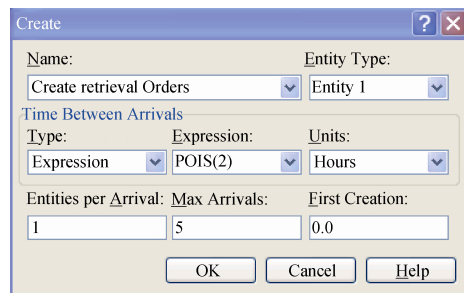 Create
Name: Entity Type:
Create retrieval Orders Entity 1
Time Between Arrivals
Type: Expression: Units:
Expression POIS(2) Hours
Entities per Arrival: Max Arrivals: First Creation:
1 5 0.0
OK Cancel Help